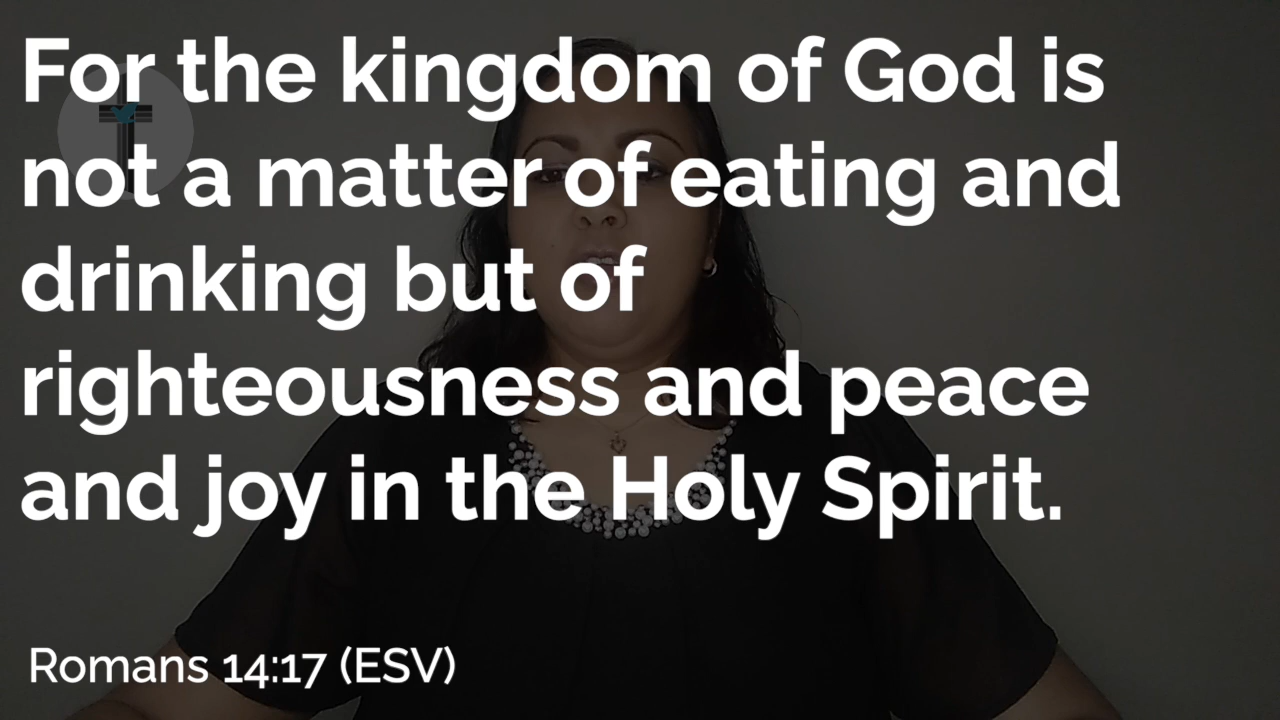 For the kingdom of God is
not a matter of eating and
drinking but of
righteousness and peace
and joy in the Holy Spirit.
Romans 14:17 (ESV)